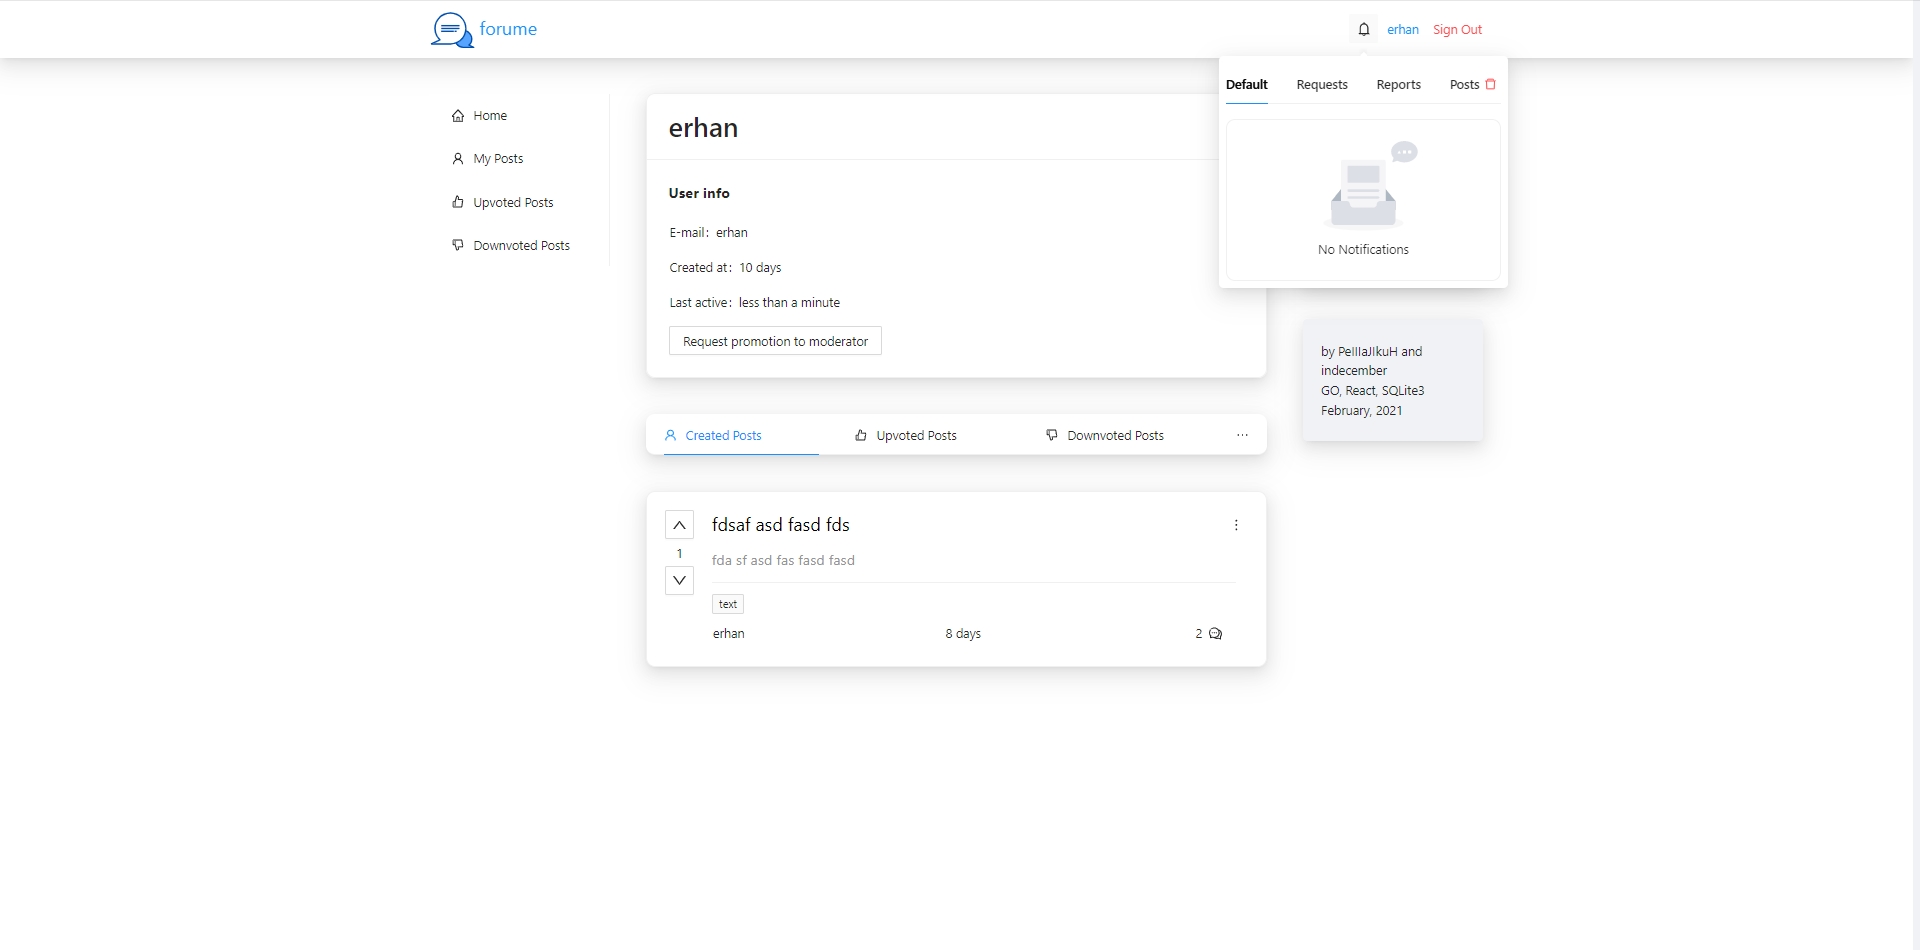 forume
erhan
Sign Out
Default
Requests
Reports
Posts
No Notifications
Home
My Posts
Upvoted Posts
Downvoted Posts
erhan
User info
E-mail: erhan
Created at: 10 days
Last active: less than a minute
Request promotion to moderator
by PeIIIaJIkuH and
indecember
GO, React, SQLite3
February, 2021
Created Posts
Upvoted Posts
Downvoted Posts
fdsaf asd fasd fds
1
fda sf asd fas fasd fasd
text
erhan
8 days
2